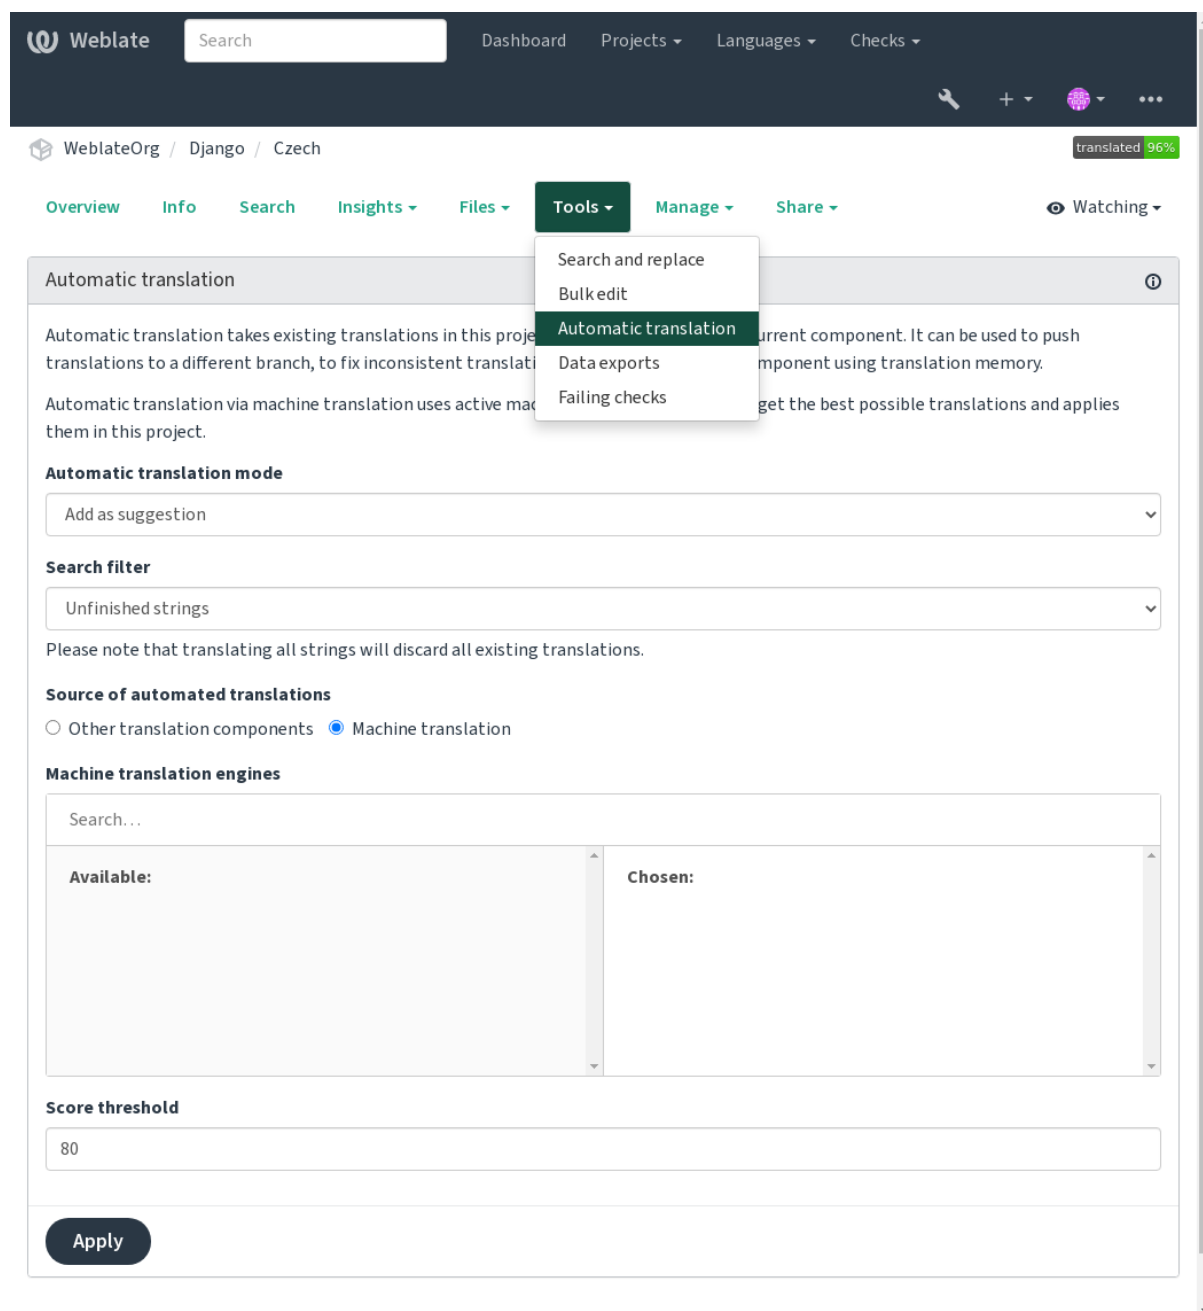 Weblate
Search
Dashboard Projects Languages Checks
WeblateOrg / Django / Czech
translated 96%
Overview Info Search Insights Files Tools Manage Share Watching
Search and replace
Bulk edit
Automatic translation
Data exports
Failing checks
Automatic translation
Automatic translation takes existing translations in this proje urrent component. It can be used to push
translations to a different branch, to fix inconsistent translati mponent using translation memory.
Automatic translation via machine translation uses active mac get the best possible translations and applies
them in this project.
Automatic translation mode
Add as suggestion
Search filter
Unfinished strings
Please note that translating all strings will discard all existing translations.
Source of automated translations
Other translation components Machine translation
Machine translation engines
Search...
Available: Chosen:
Score threshold
80
Apply